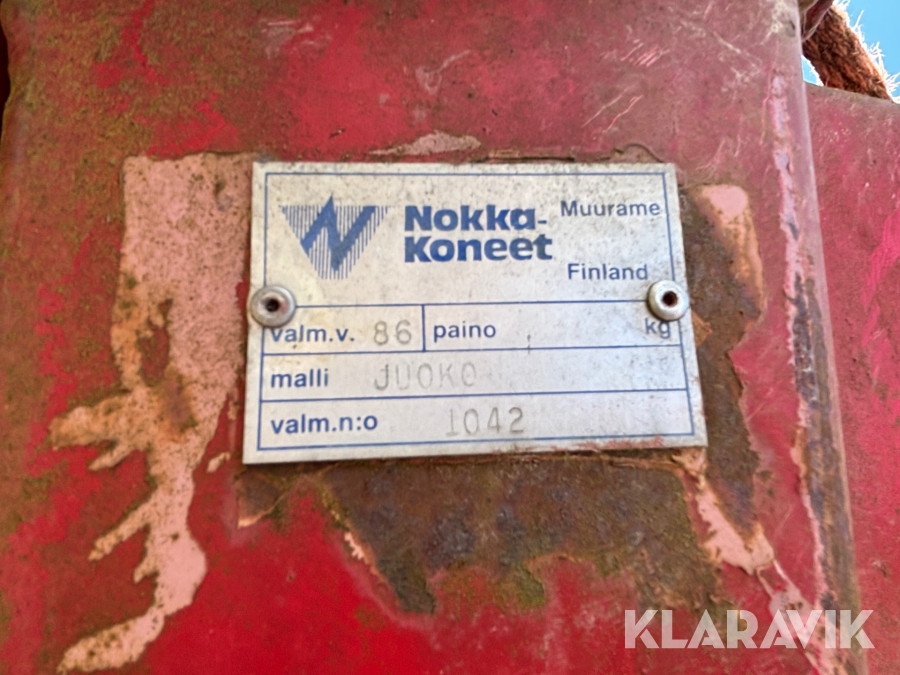 Nokka-
Koneet
Muurame
Finland
valm.v. 86 paino kg
malli JUOKO
valm.n:o 1042
KLARAVIK